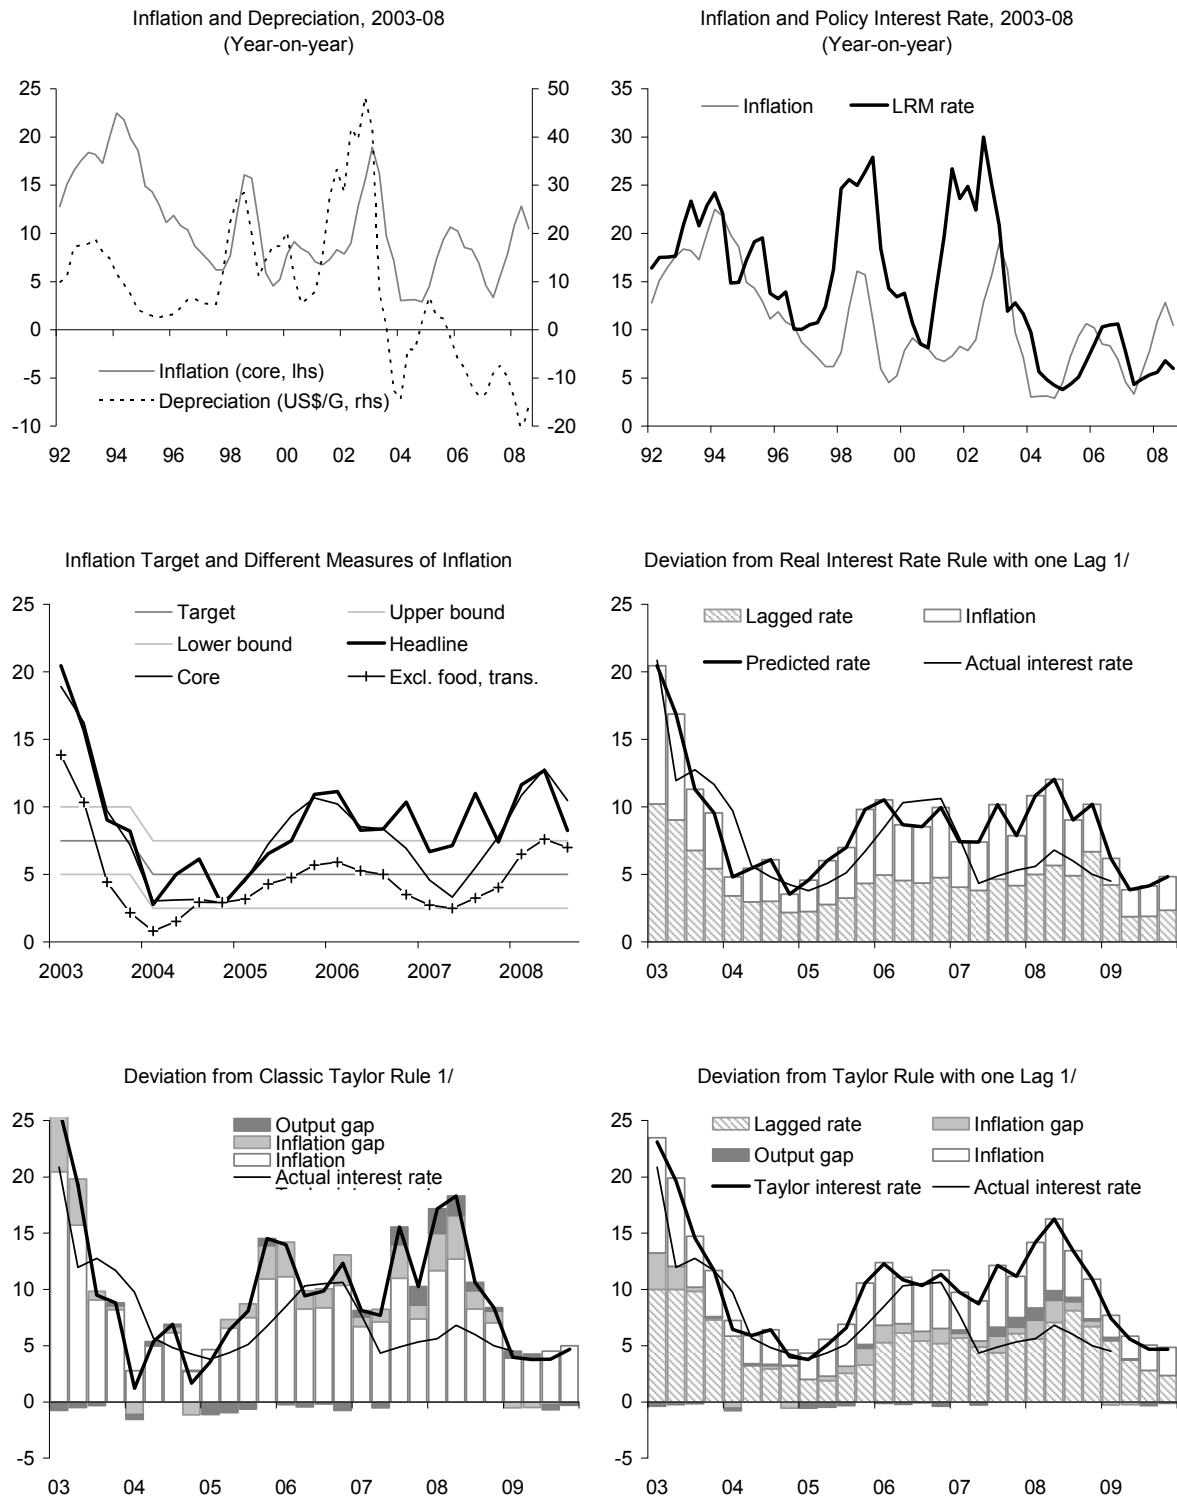 Inflation and Depreciation, 2003-08
(Year-on-year)
25
20
15
10
5
0
-5
-10
50
40
30
20
10
0
-10
-20
Inflation (core, lhs)
Depreciation (US$/G, rhs)
92 94 96 98 00 02 04 06 08
Inflation and Policy Interest Rate, 2003-08
(Year-on-year)
35
30
25
20
15
10
5
0
Inflation LRM rate
92 94 96 98 00 02 04 06 08
Inflation Target and Different Measures of Inflation
25
20
15
10
5
0
Target Upper bound
Lower bound Headline
Core Excl. food, trans.
2003 2004 2005 2006 2007 2008
Deviation from Real Interest Rate Rule with one Lag 1/
25
20
15
10
5
0
Lagged rate Inflation
Predicted rate Actual interest rate
03 04 05 06 07 08 09
Deviation from Classic Taylor Rule 1/
25
20
15
10
5
0
-5
Output gap
Inflation gap
Inflation
Actual interest rate
03 04 05 06 07 08 09
Deviation from Taylor Rule with one Lag 1/
25
20
15
10
5
0
-5
Lagged rate Inflation gap
Output gap Inflation
Taylor interest rate Actual interest rate
03 04 05 06 07 08 09